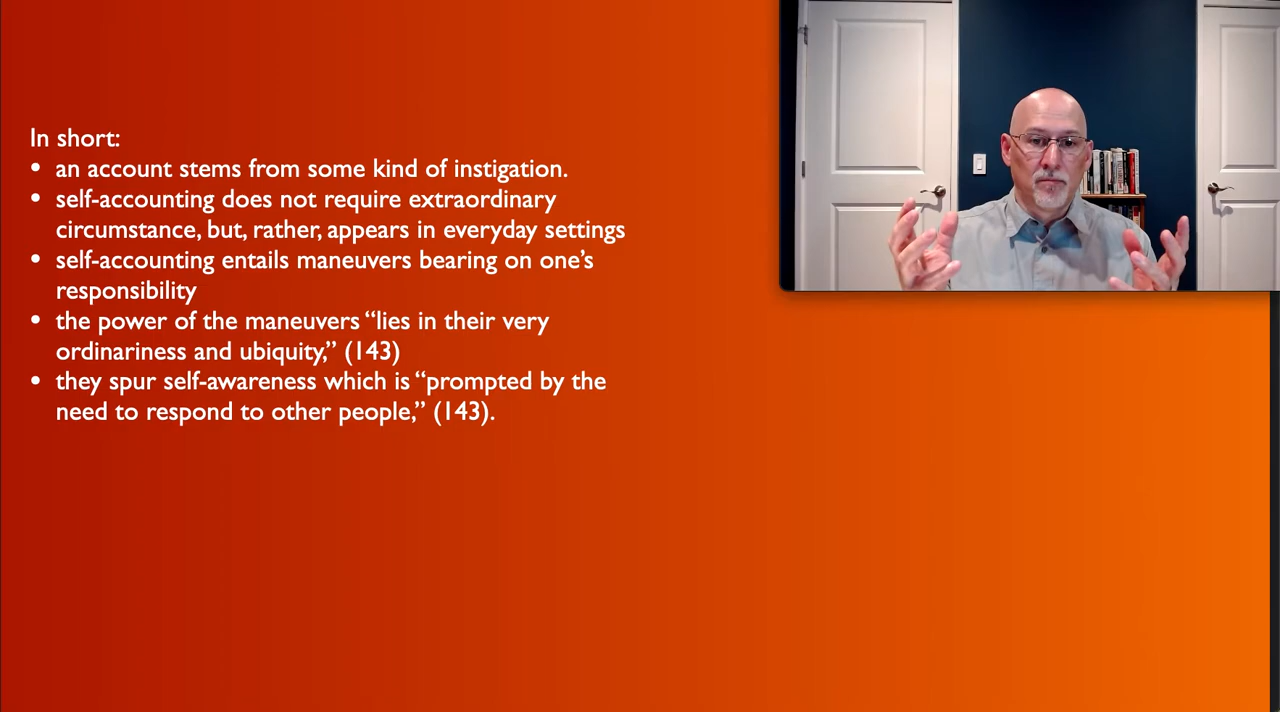 In short:
• an account stems from some kind of instigation.
• self-accounting does not require extraordinary
circumstance, but, rather, appears in everyday settings
• self-accounting entails maneuvers bearing on one’s
responsibility
• the power of the maneuvers “lies in their very
ordinariness and ubiquity,” (143)
• they spur self-awareness which is “prompted by the
need to respond to other people,” (143).